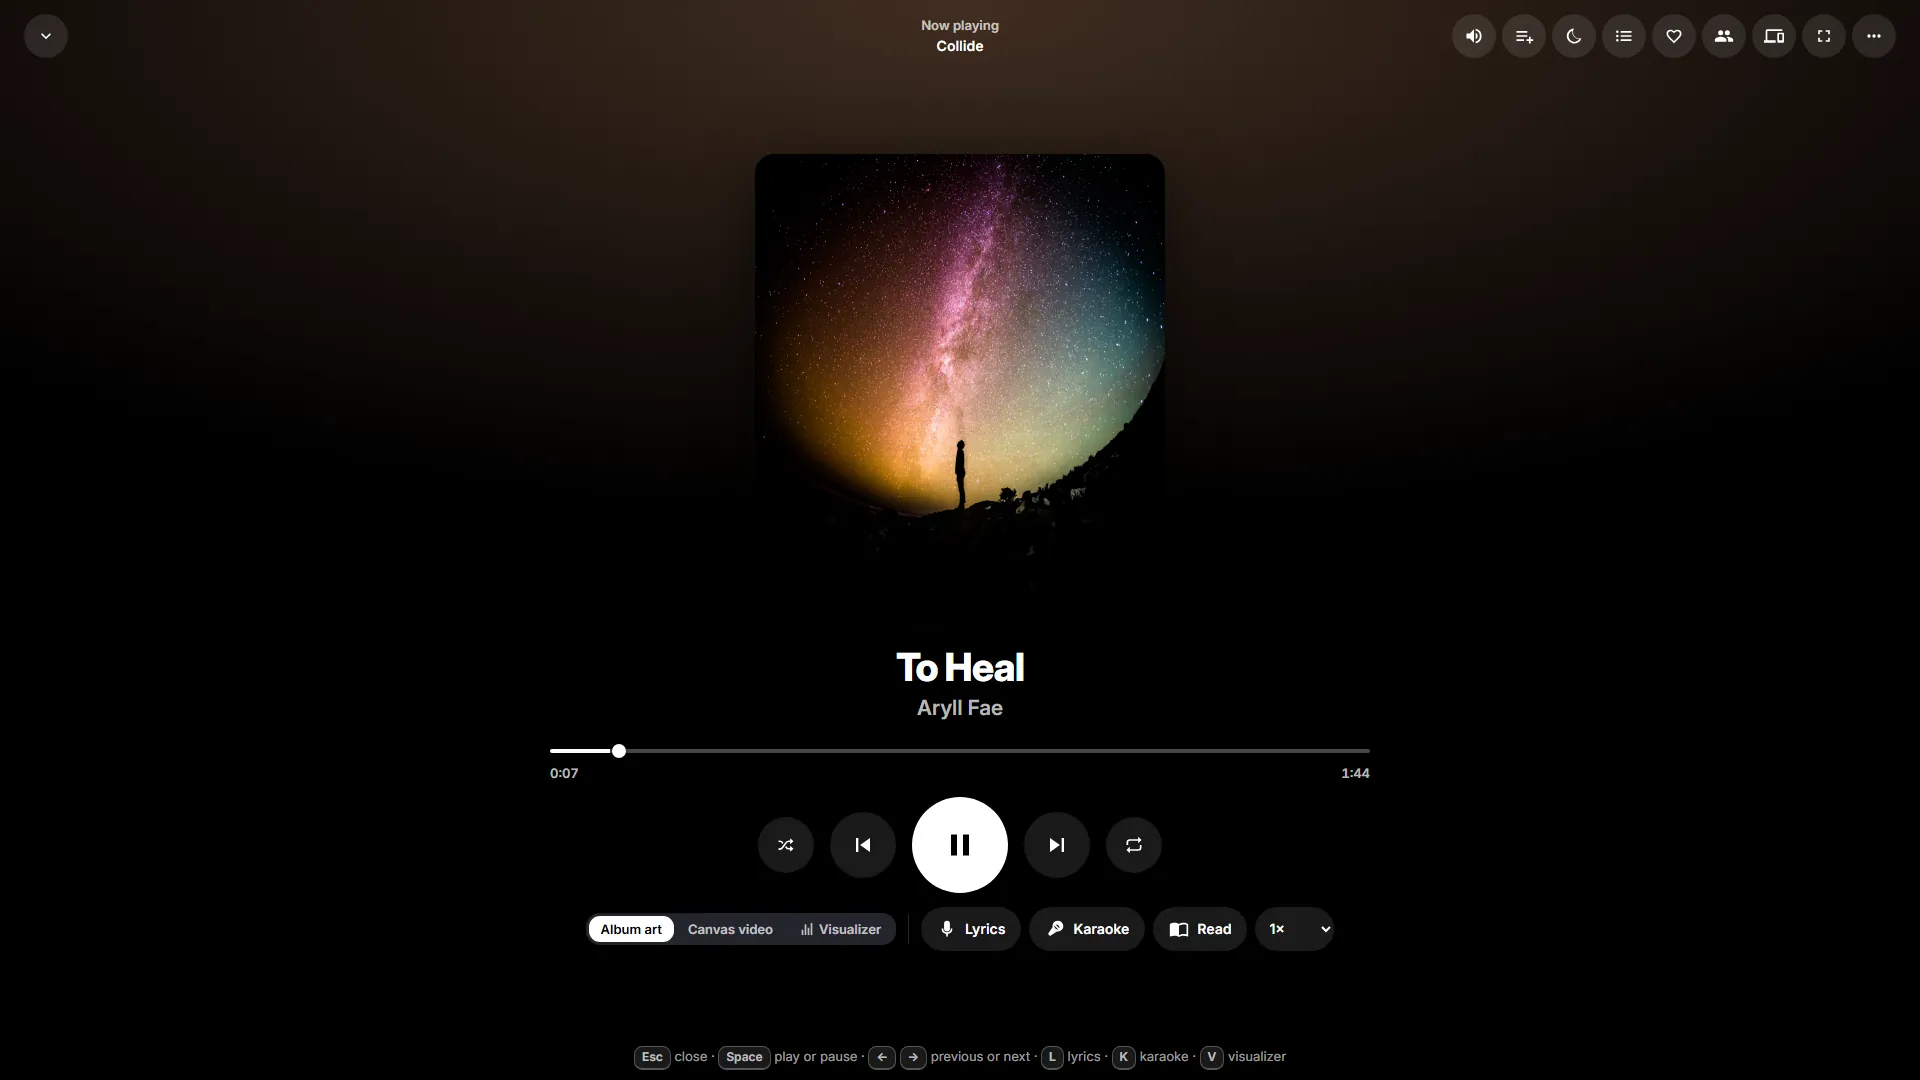 Now playing
Collide
To Heal
Aryll Fae
0:07
1:44
Album art
Canvas video
Visualizer
Lyrics
Karaoke
Read
1×
Esc close · Space play or pause · ← → previous or next · L lyrics · K karaoke · V visualizer